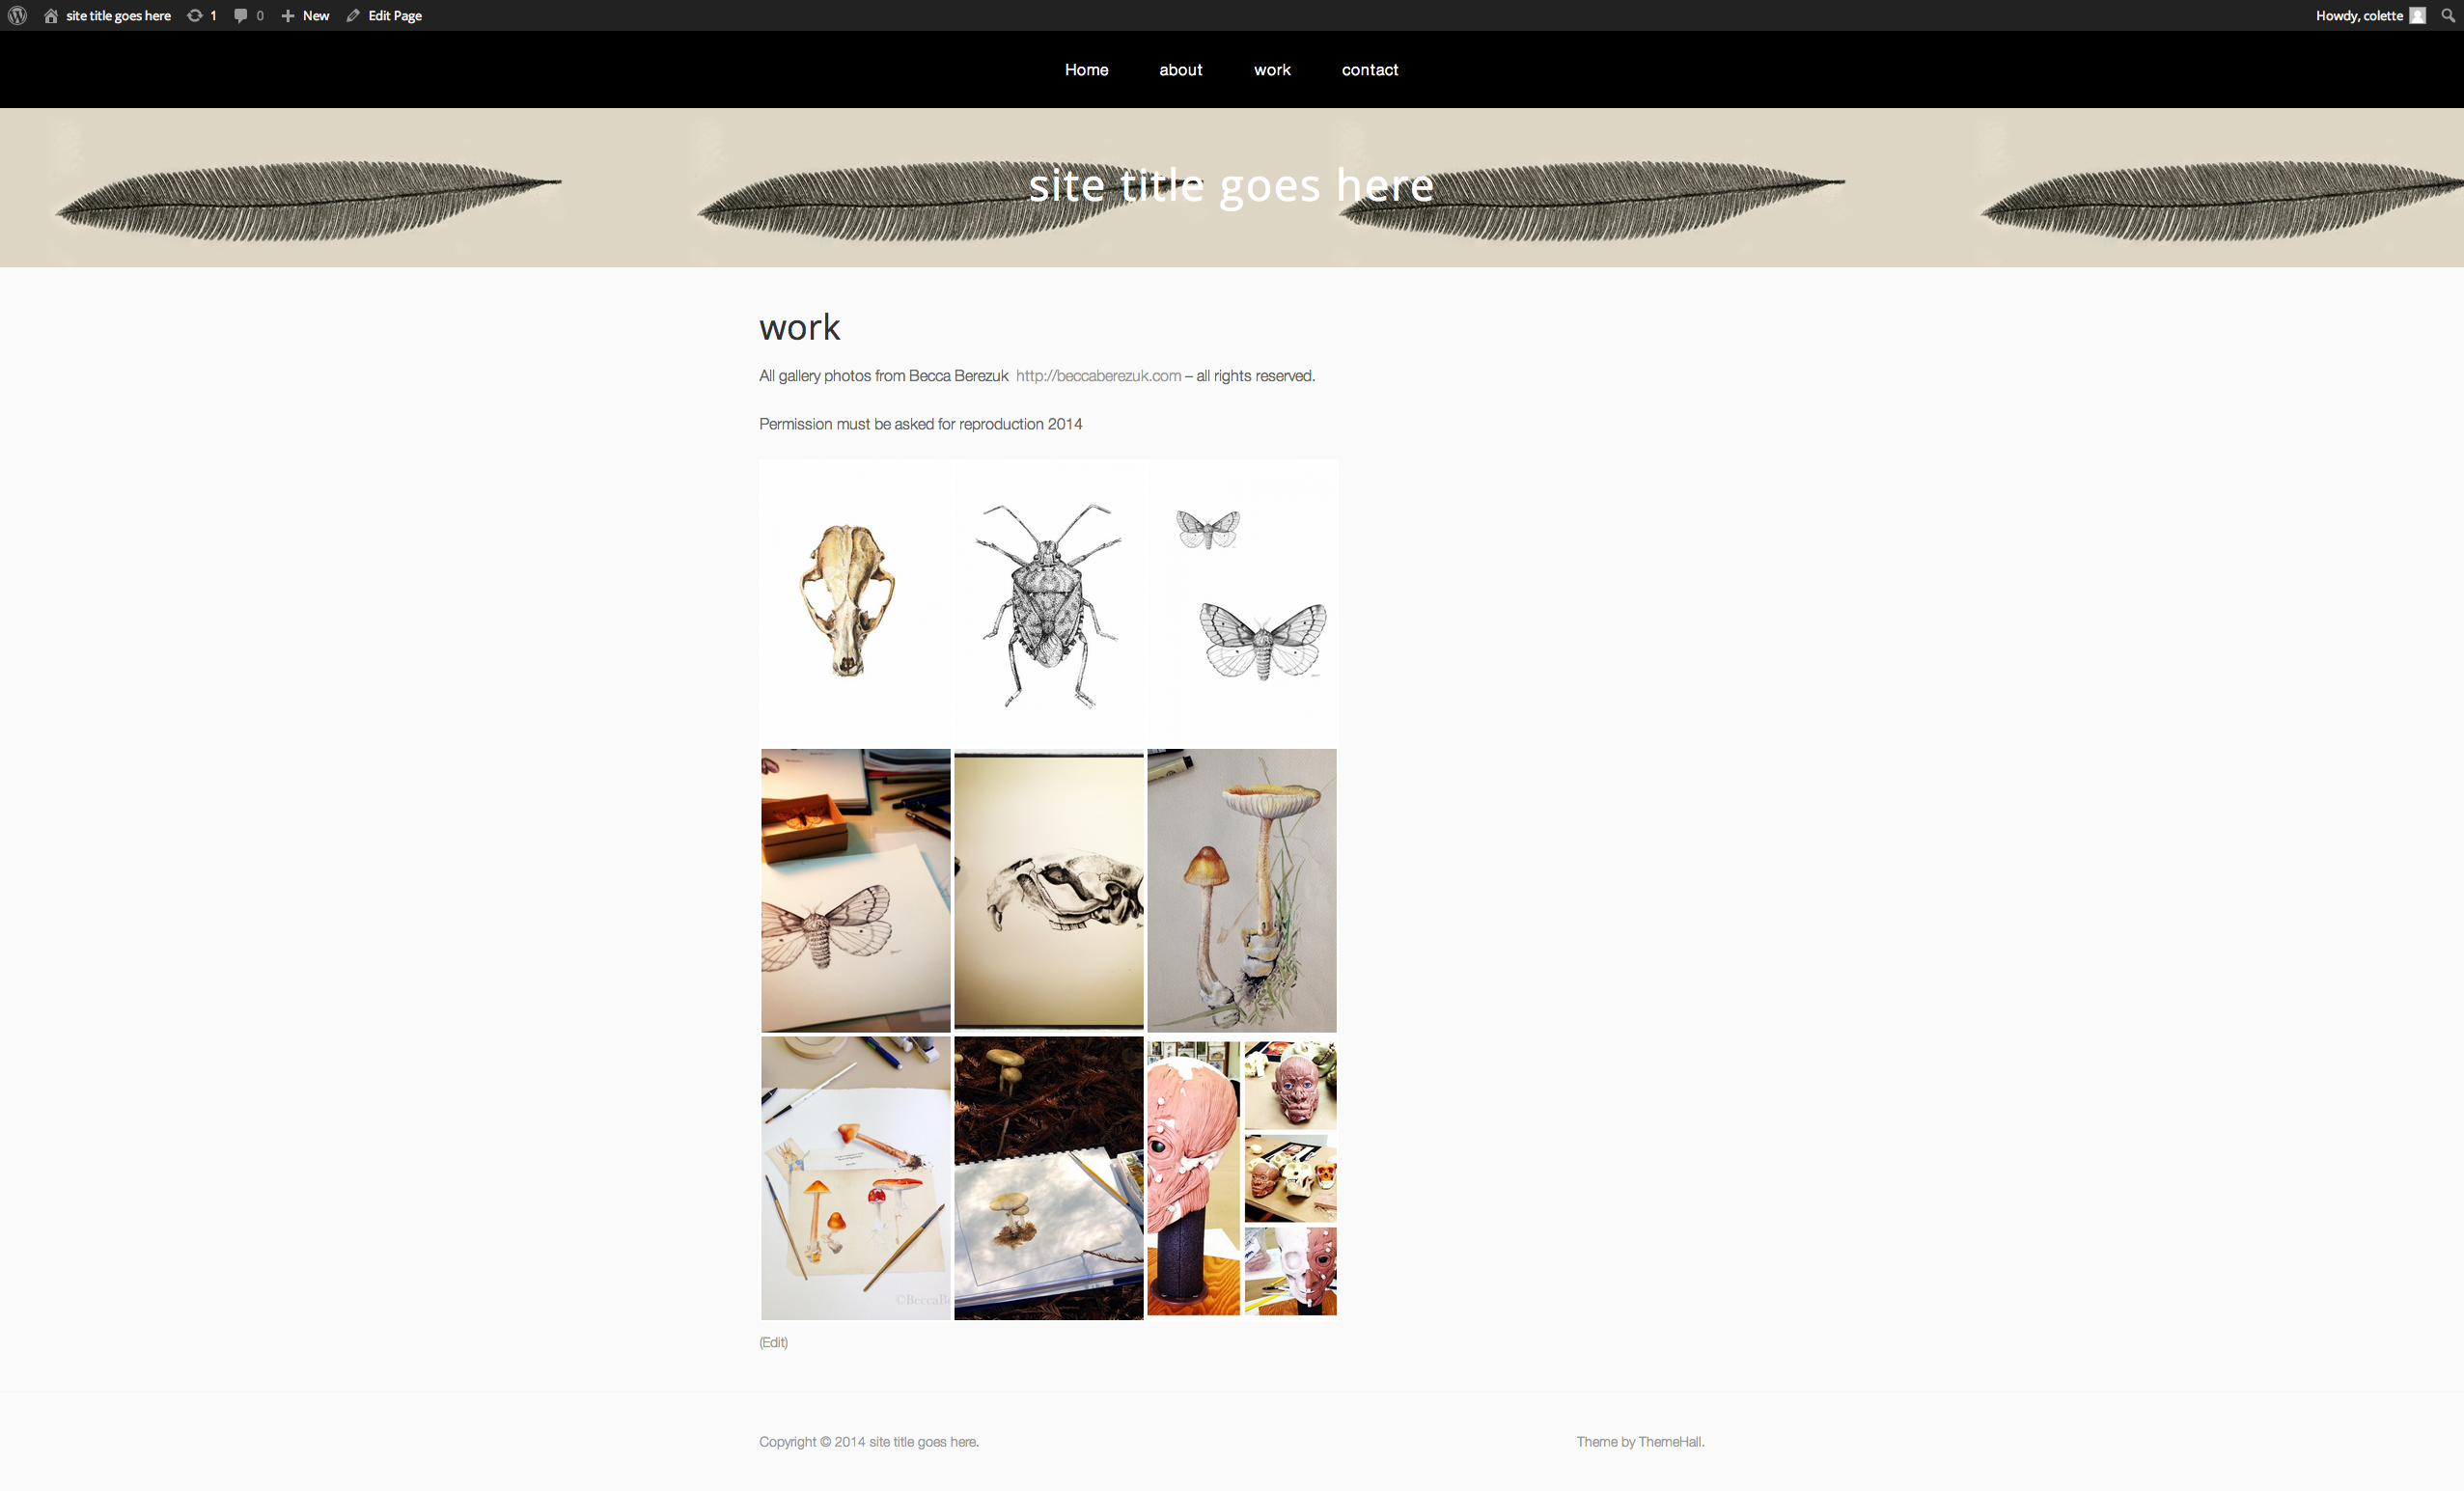 site title goes here 1 0 New Edit Page Howdy, colette
Home about work contact
site title goes here
work
All gallery photos from Becca Berezuk http://beccaberezuk.com – all rights reserved.
Permission must be asked for reproduction 2014
(Edit)
Copyright © 2014 site title goes here. Theme by ThemeHall.